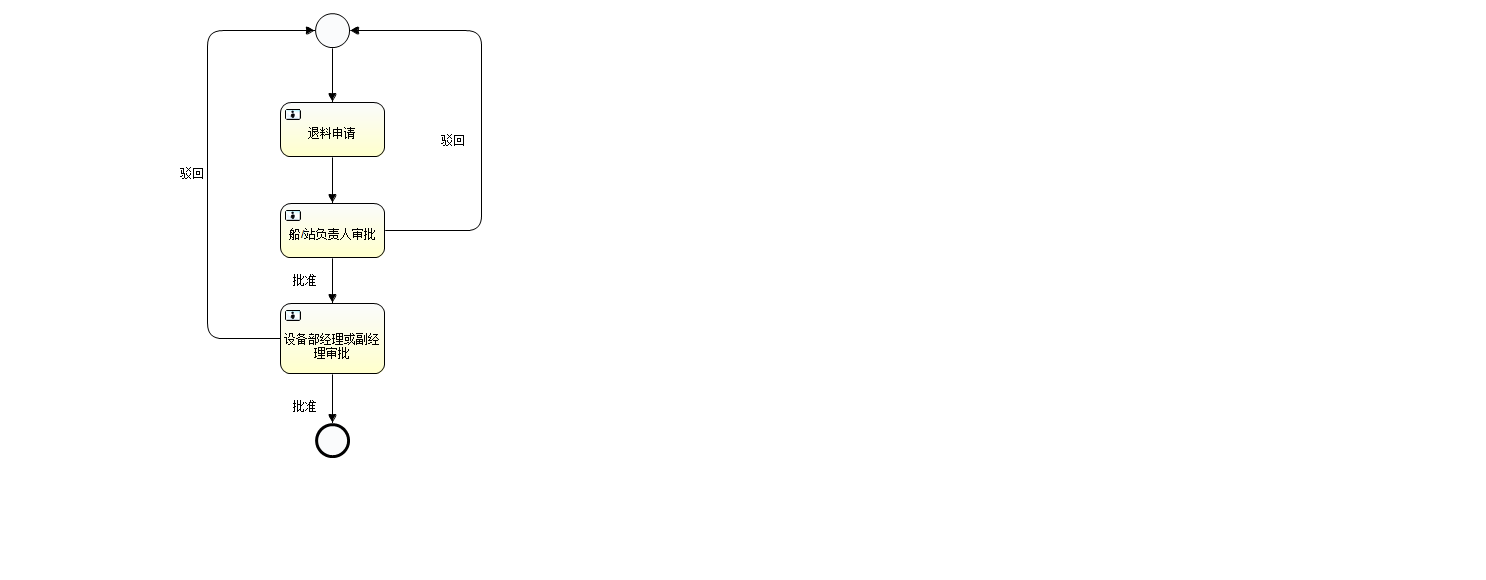 退料申请
驳回
驳回
船/站负责人审批
批准
设备部经理或副经
理审批
批准